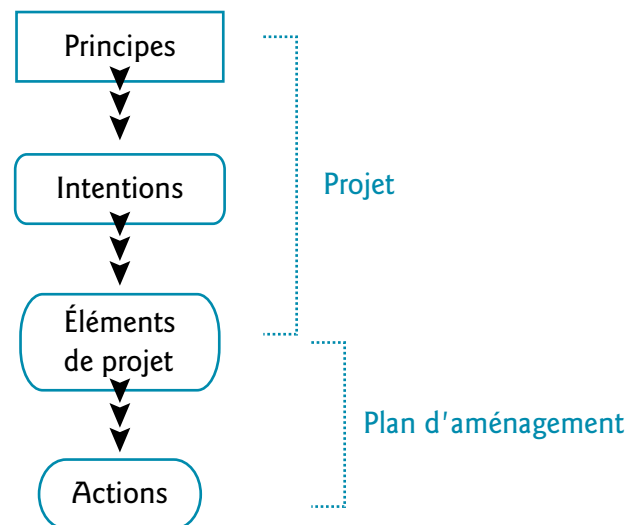 Principes
Intentions
Projet
Éléments
de projet
Plan d'aménagement
Actions